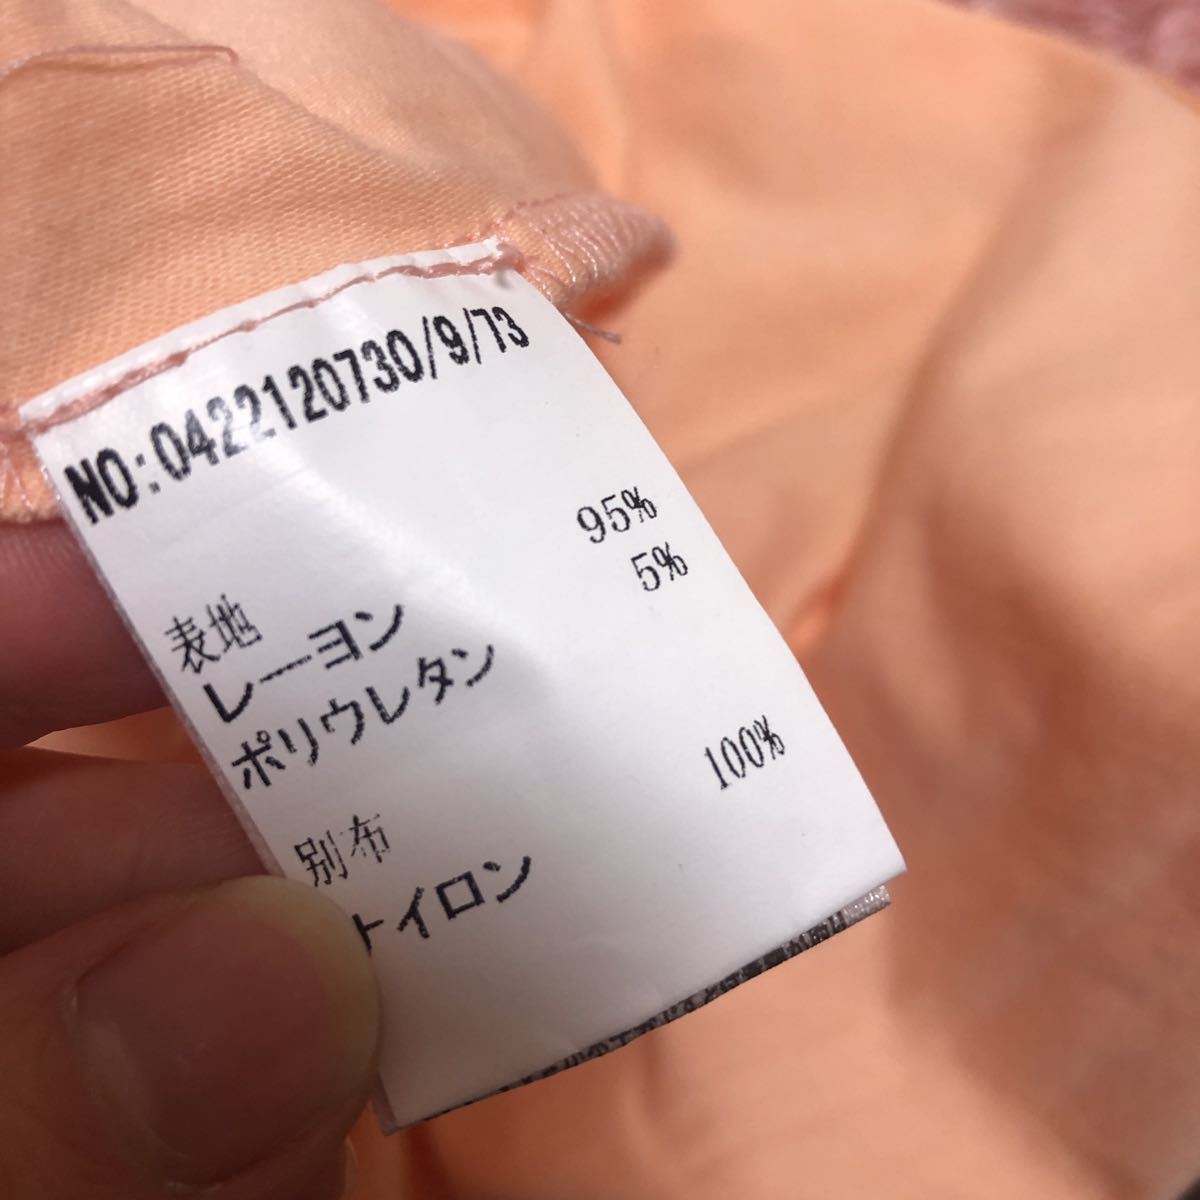 NO:0422120730/9/73
表地
レーヨン 95%
ポリウレタン 5%
別布
ナイロン 100%